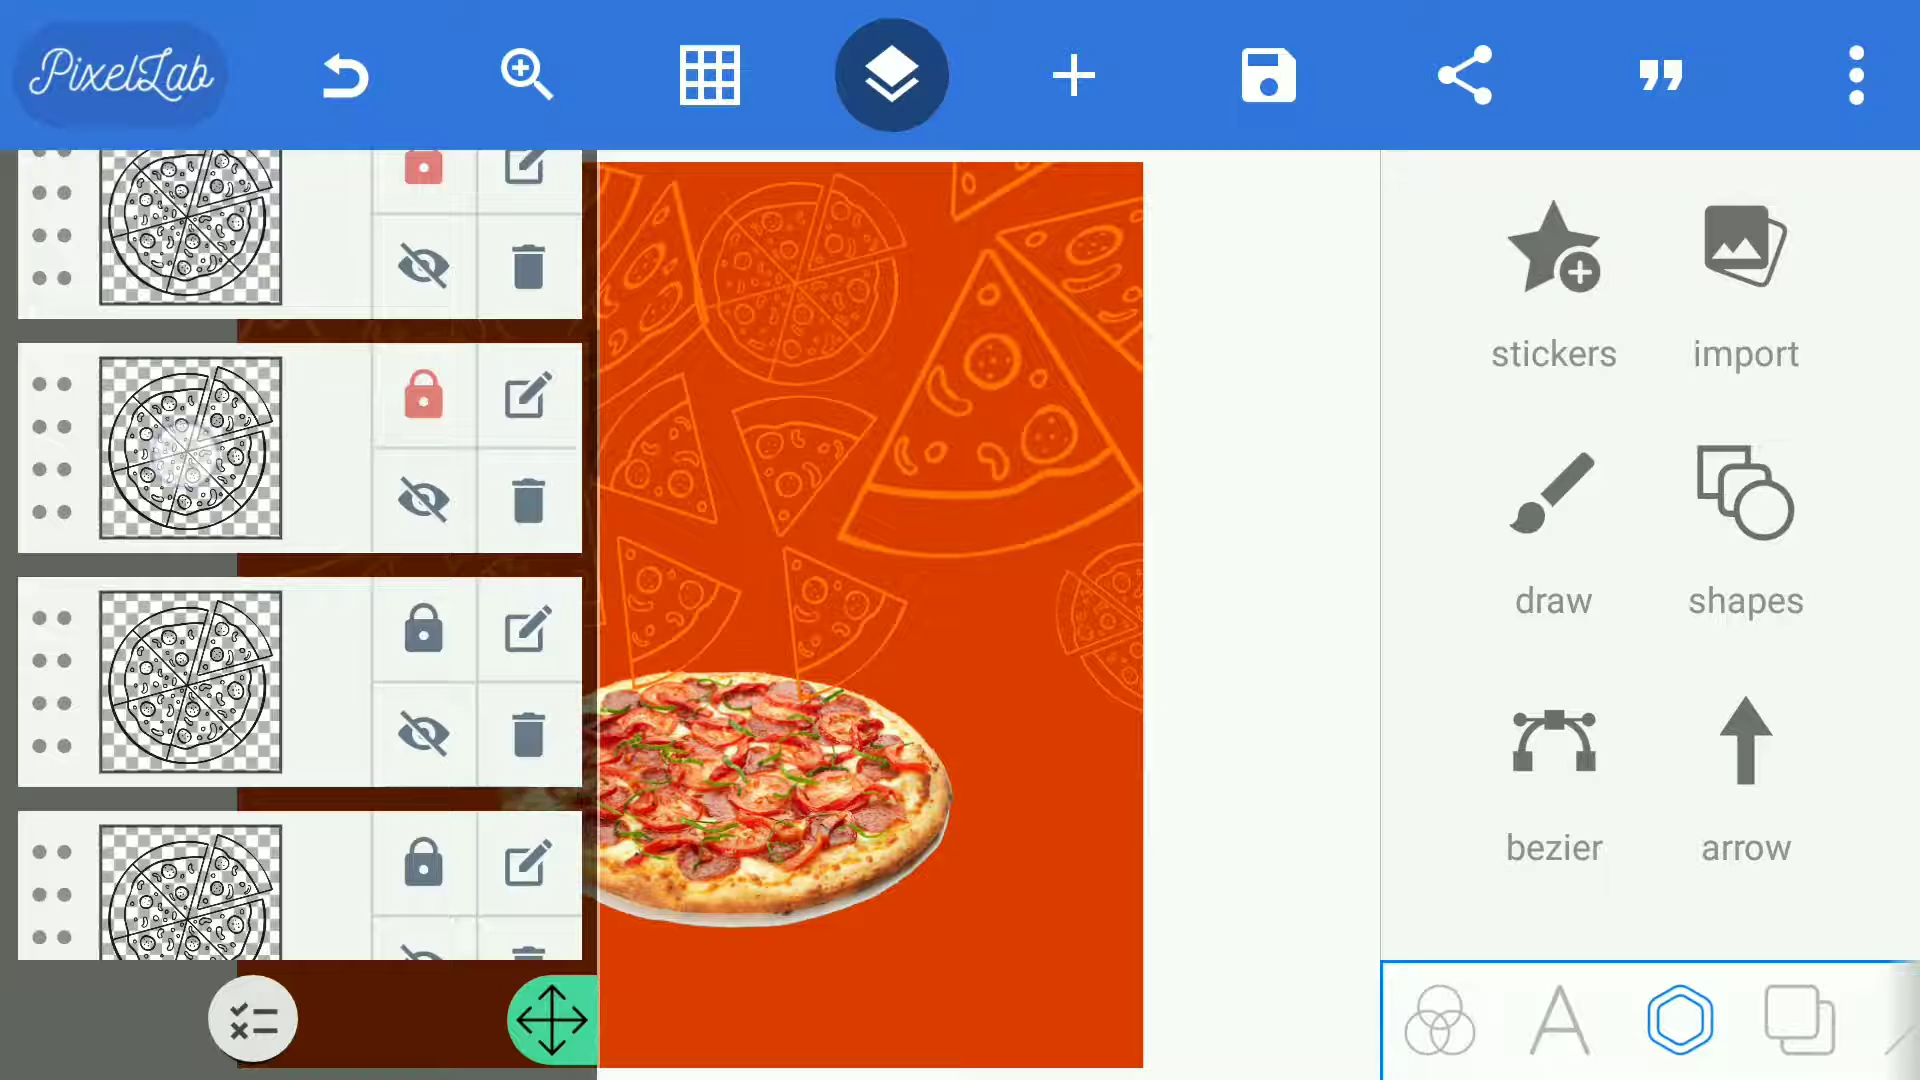 PixelLab
stickers
import
draw
shapes
bezier
arrow